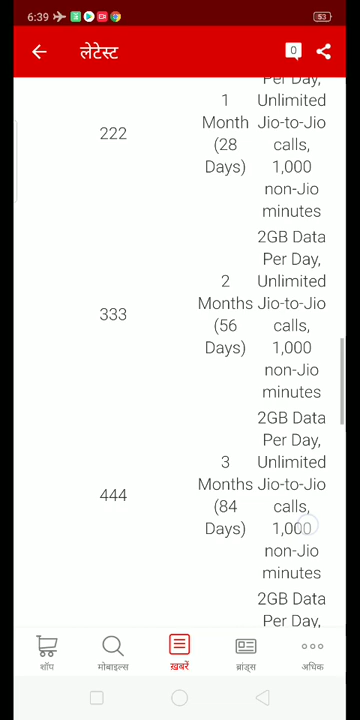 6:39
53
लेटेस्ट
0
Per Day,
1 Unlimited
222
Month Jio-to-Jio
(28 calls,
Days) 1,000
non-Jio
minutes
2GB Data
Per Day,
2 Unlimited
333
Months Jio-to-Jio
(56 calls,
Days) 1,000
non-Jio
minutes
2GB Data
Per Day,
3 Unlimited
444
Months Jio-to-Jio
(84 calls,
Days) 1,000
non-Jio
minutes
2GB Data
Per Day,
शॉप
मोबाइल्स
ख़बरें
ब्रांड्स
अधिक